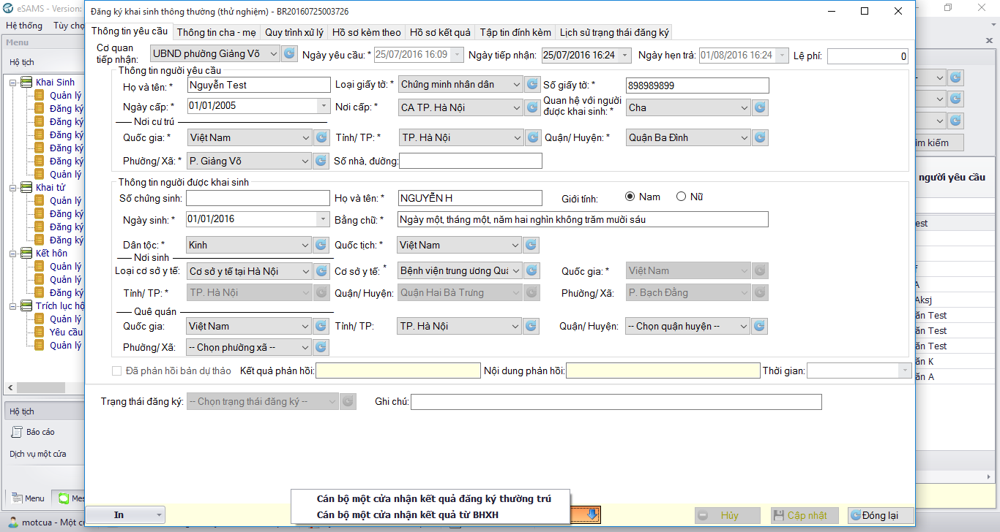 eSAMS - Version:
Đăng ký khai sinh thông thường (thử nghiệm) - BR20160725003726
Hệ thống Tùy chọ
Menu
Hộ tịch
Khai Sinh
Quản lý
Đăng ký
Đăng ký
Đăng ký
Đăng ký
Đăng ký
Quản lý
Khai tử
Quản lý
Đăng ký
Đăng ký
Đăng ký
Kết hôn
Quản lý
Quản lý
Đăng ký
Trích lục hộ
Quản lý
Yêu cầu
Quản lý
Hộ tịch
Báo cáo
Dịch vụ một cửa
Menu Mes
motcua - Một cử
Thông tin yêu cầu Thông tin cha - mẹ Quy trình xử lý Hồ sơ kèm theo Hồ sơ kết quả Tập tin đính kèm Lịch sử trạng thái đăng ký
Cơ quan tiếp nhận: UBND phường Giảng Võ Ngày yêu cầu: * 25/07/2016 16:09 Ngày tiếp nhận: 25/07/2016 16:24 Ngày hẹn trả: 01/08/2016 16:24 Lệ phí: 0
Thông tin người yêu cầu
Họ và tên: * Nguyễn Test Loại giấy tờ: * Chứng minh nhân dân Số giấy tờ: * 898989899
Ngày cấp: * 01/01/2005 Nơi cấp: * CA TP. Hà Nội Quan hệ với người được khai sinh: * Cha
Nơi cư trú
Quốc gia: * Việt Nam Tỉnh/ TP: * TP. Hà Nội Quận/ Huyện: * Quận Ba Đình
Phường/ Xã: * P. Giảng Võ Số nhà, đường:
Thông tin người được khai sinh
Số chứng sinh: Họ và tên: * NGUYỄN H Giới tính: Nam Nữ
Ngày sinh: * 01/01/2016 Bằng chữ: * Ngày một, tháng một, năm hai nghìn không trăm mười sáu
Dân tộc: * Kinh Quốc tịch: * Việt Nam
Nơi sinh
Loại cơ sở y tế: Cơ sở y tế tại Hà Nội Cơ sở y tế: * Bệnh viện trung ương Quâ Quốc gia: * Việt Nam
Tỉnh/ TP: * TP. Hà Nội Quận/ Huyện: Quận Hai Bà Trưng Phường/ Xã: P. Bạch Đằng
Quê quán
Quốc gia: Việt Nam Tỉnh/ TP: TP. Hà Nội Quận/ Huyện: -- Chọn quận huyện --
Phường/ Xã: -- Chọn phường xã --
Đã phản hồi bản dự thảo Kết quả phản hồi: Nội dung phản hồi: Thời gian:
Trạng thái đăng ký: -- Chọn trạng thái đăng ký -- Ghi chú:
Cán bộ một cửa nhận kết quả đăng ký thường trú
Cán bộ một cửa nhận kết quả từ BHXH
In Hủy Cập nhật Đóng lại
ìm kiếm
người yêu cầu
est
A
Aksj
ăn Test
ăn Test
ăn Test
ăn K
ăn A